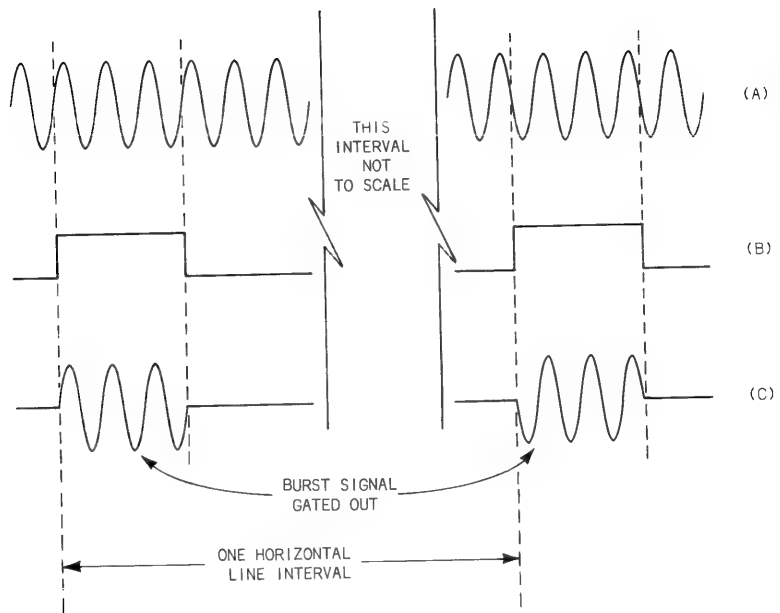 (A)
THIS
INTERVAL
NOT
TO SCALE
(B)
(C)
BURST SIGNAL
GATED OUT
ONE HORIZONTAL
LINE INTERVAL